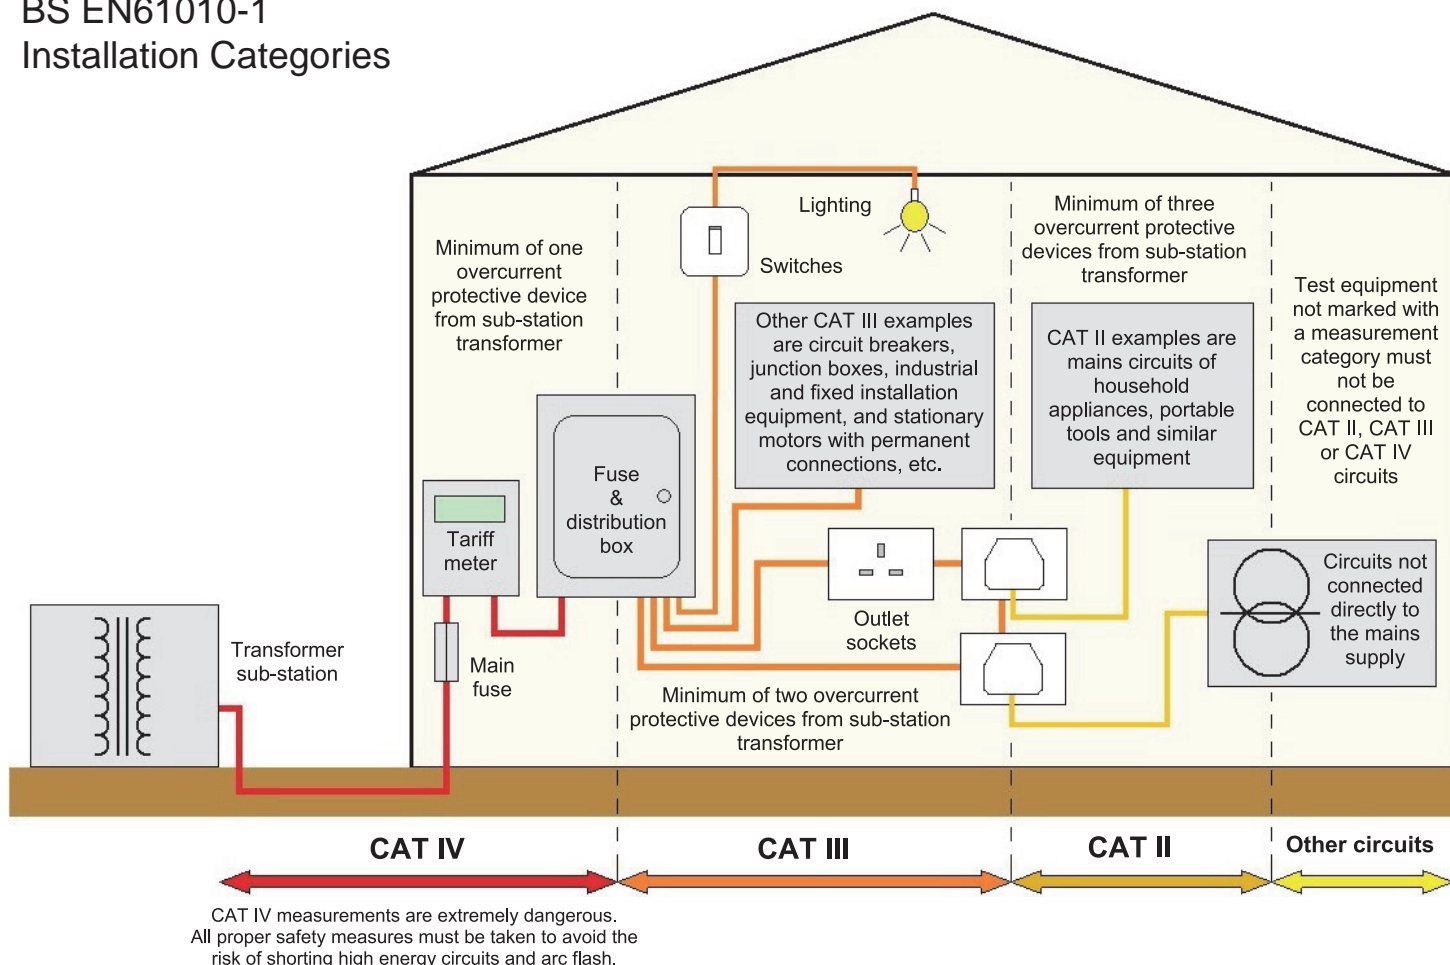 BS EN61010-1
Installation Categories
Minimum of one
overcurrent
protective device
from sub-station
transformer
Lighting
Switches
Minimum of three
overcurrent protective
devices from sub-station
transformer
Test equipment
not marked with
a measurement
category must
not be
connected to
CAT II, CAT III
or CAT IV
circuits
Other CAT III examples
are circuit breakers,
junction boxes, industrial
and fixed installation
equipment, and stationary
motors with permanent
connections, etc.
CAT II examples are
mains circuits of
household
appliances, portable
tools and similar
equipment
Fuse
&
distribution
box
Tariff
meter
Outlet
sockets
Circuits not
connected
directly to
the mains
supply
Transformer
sub-station
Main
fuse
Minimum of two overcurrent
protective devices from sub-station
transformer
CAT IV
CAT III
CAT II
Other circuits
CAT IV measurements are extremely dangerous.
All proper safety measures must be taken to avoid the
risk of shorting high energy circuits and arc flash.